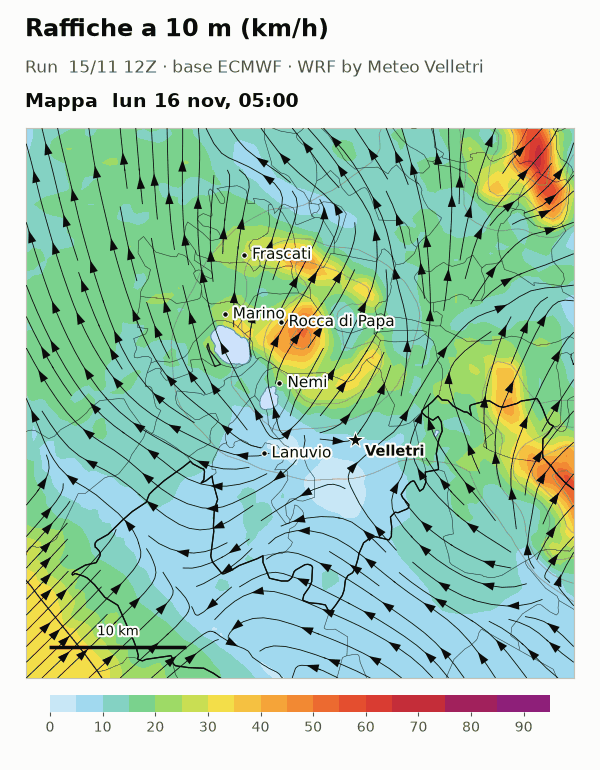 Raffiche a 10 m (km/h)
Run  15/11 12Z · base ECMWF · WRF by Meteo Velletri
Mappa  lun 16 nov, 05:00
Frascati
Marino
Rocca di Papa
Nemi
Velletri
Lanuvio
10 km
0 10 20 30 40 50 60 70 80 90